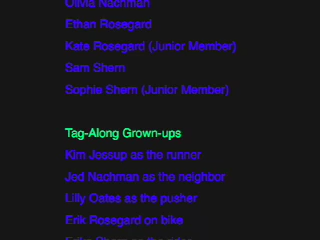 Olivia Nachman
Ethan Rosegard
Kate Rosegard (Junior Member)
Sam Shern
Sophie Shern (Junior Member)
Tag-Along Grown-ups
Kim Jessup as the runner
Jed Nachman as the neighbor
Lilly Oates as the pusher
Erik Rosegard on bike